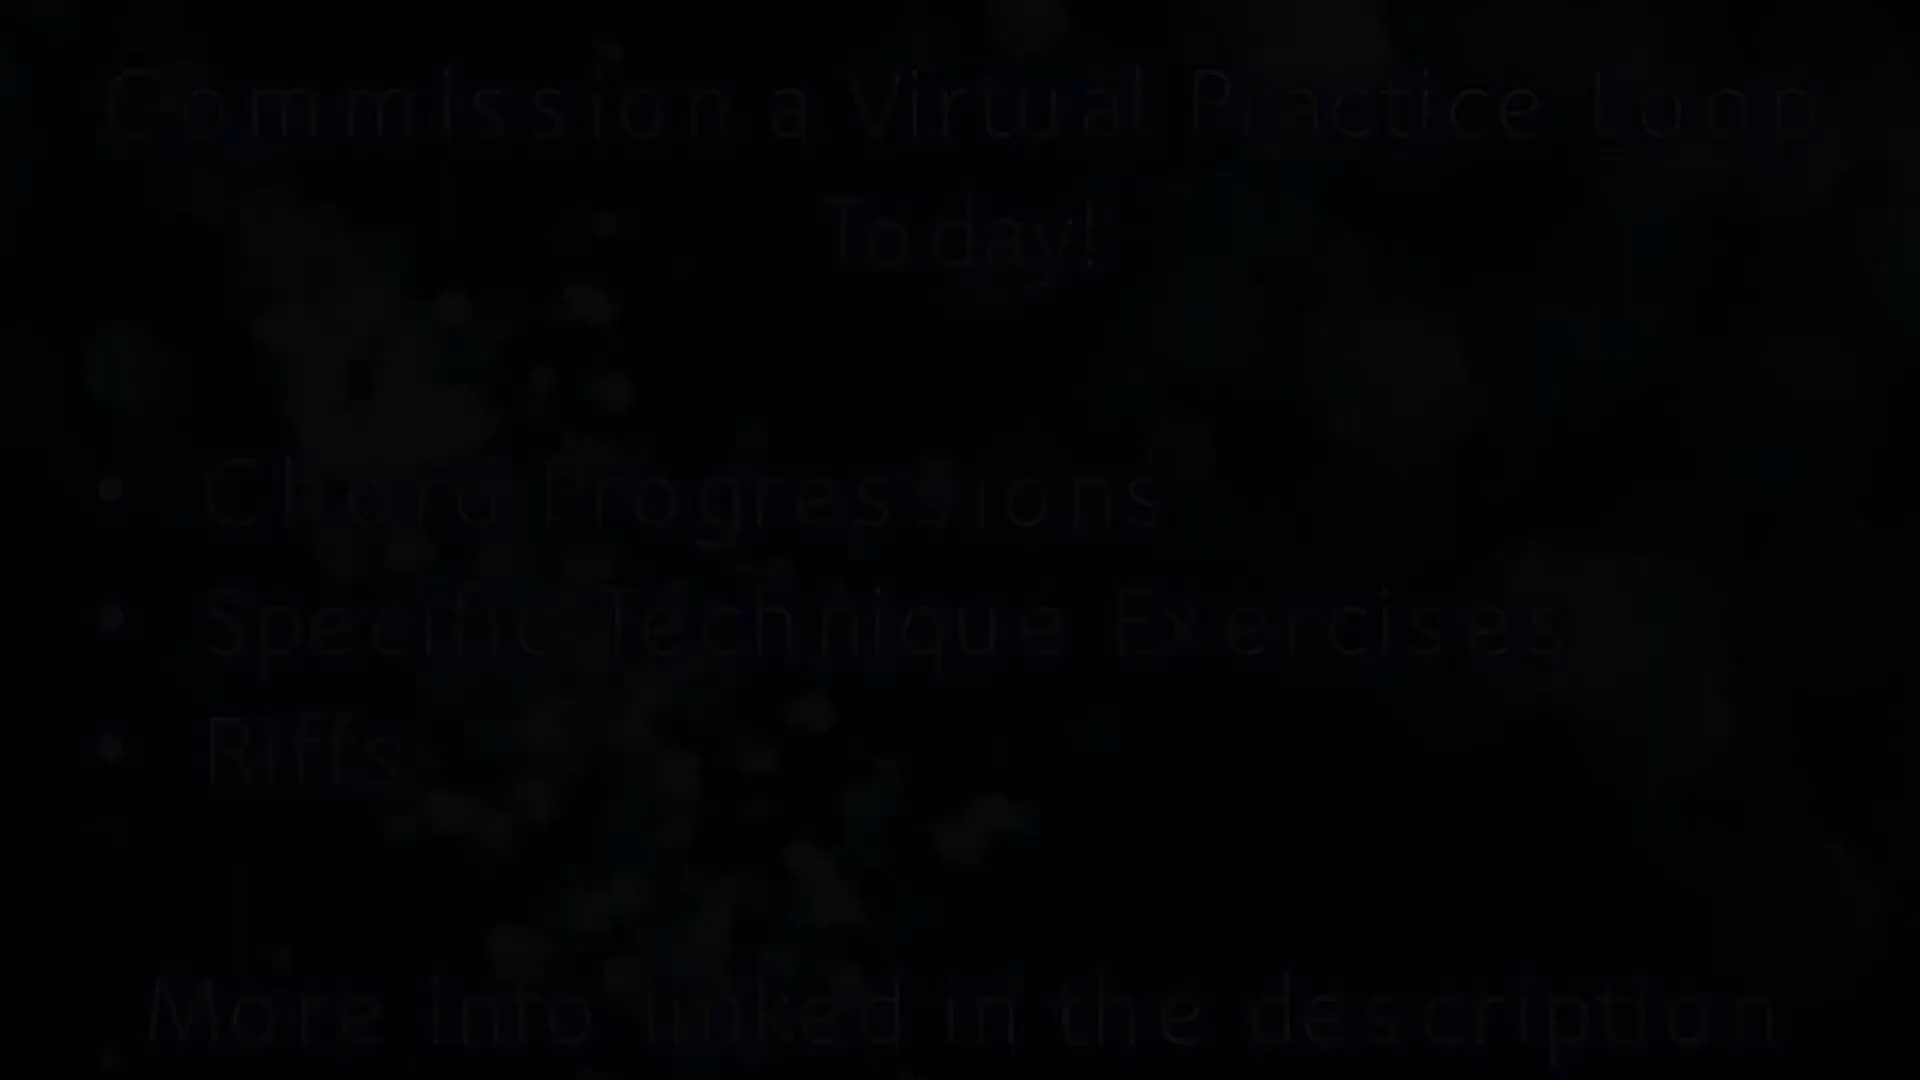 Commission a Virtual Practice Loop
Today!
• Chord Progressions
• Specific Technique Exercises
• Riffs
More info linked in the description